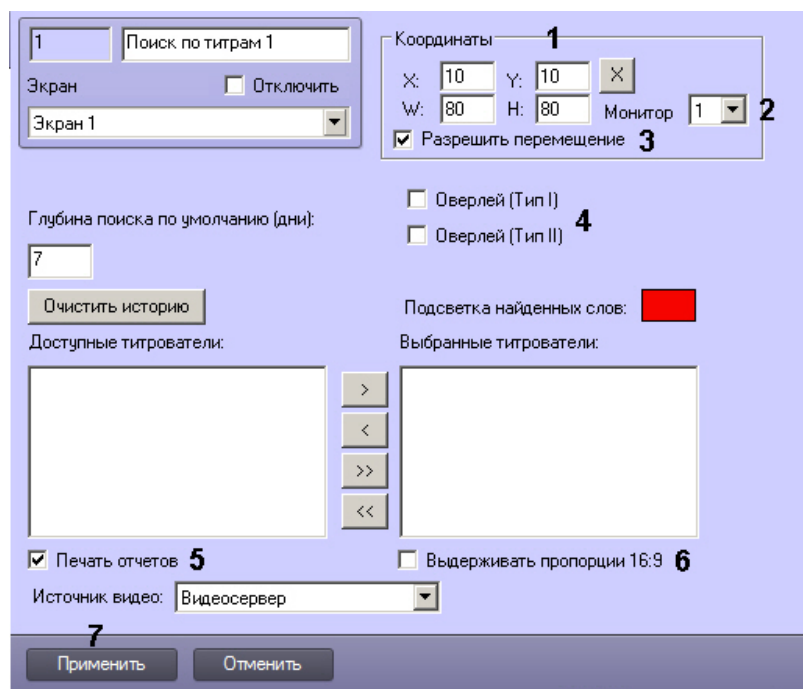 1 Поиск по титрам 1
Экран Отключить
Экран 1
Координаты 1
X: 10 Y: 10 X
W: 80 H: 80 Монитор 1 2
Разрешить перемещение 3
Оверлей (Тип I)
4
Оверлей (Тип II)
Глубина поиска по умолчанию (дни):
7
Очистить историю Подсветка найденных слов:
Доступные титрователи: Выбранные титрователи:
>
<
>>
<<
Печать отчетов 5 Выдерживать пропорции 16:9 6
Источник видео: Видеосервер
7
Применить Отменить